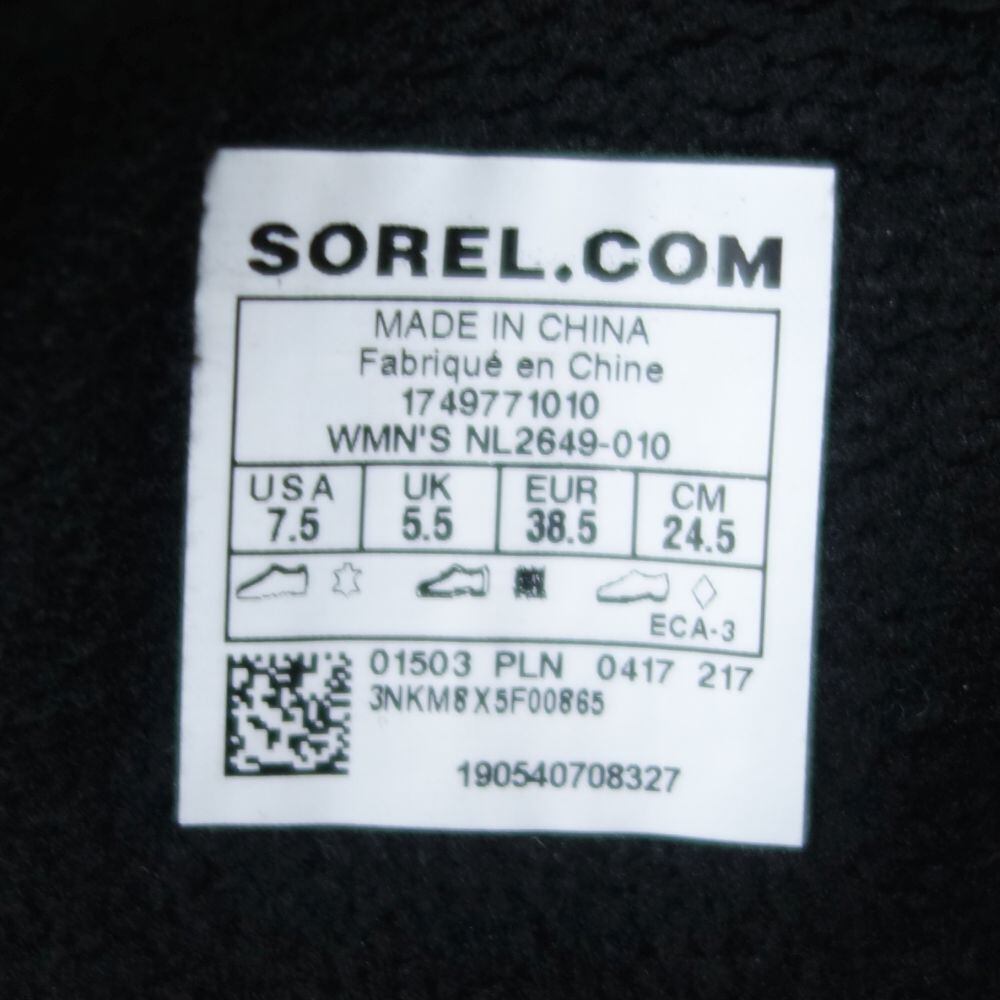 SOREL.COM
MADE IN CHINA
Fabriqué en Chine
1749771010
WMN'S NL2649-010
USA UK EUR CM
7.5 5.5 38.5 24.5
ECA-3
01503 PLN 0417 217
3NKM8X5F00865
190540708327